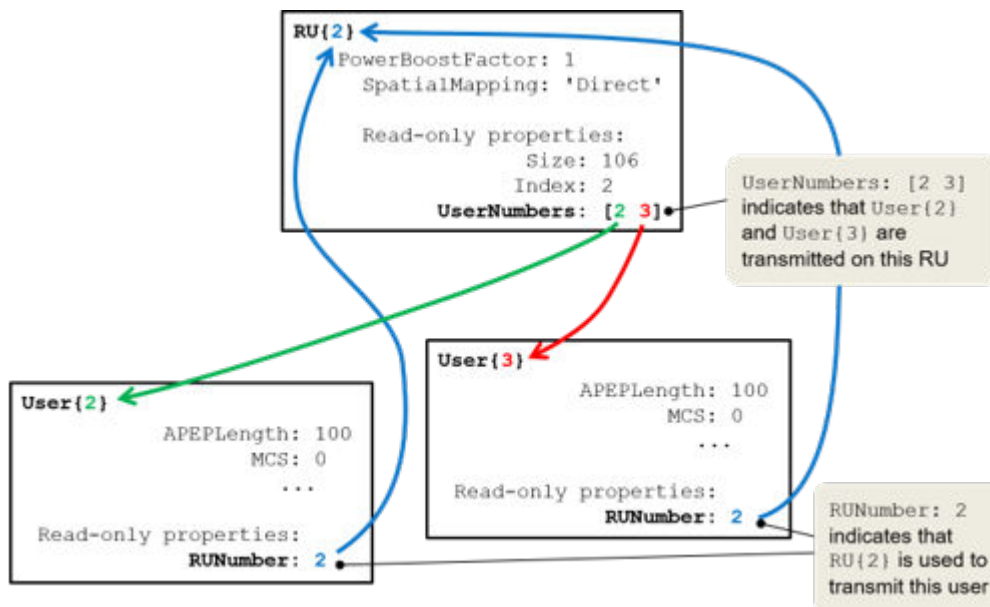 RU{2}
PowerBoostFactor: 1
SpatialMapping: 'Direct'
Read-only properties:
Size: 106
Index: 2
UserNumbers: [2 3]
UserNumbers: [2 3]
indicates that User{2}
and User{3} are
transmitted on this RU
User{3}
APEPLength: 100
MCS: 0
...
Read-only properties:
RUNumber: 2
User{2}
APEPLength: 100
MCS: 0
...
Read-only properties:
RUNumber: 2
RUNumber: 2
indicates that
RU{2} is used to
transmit this user